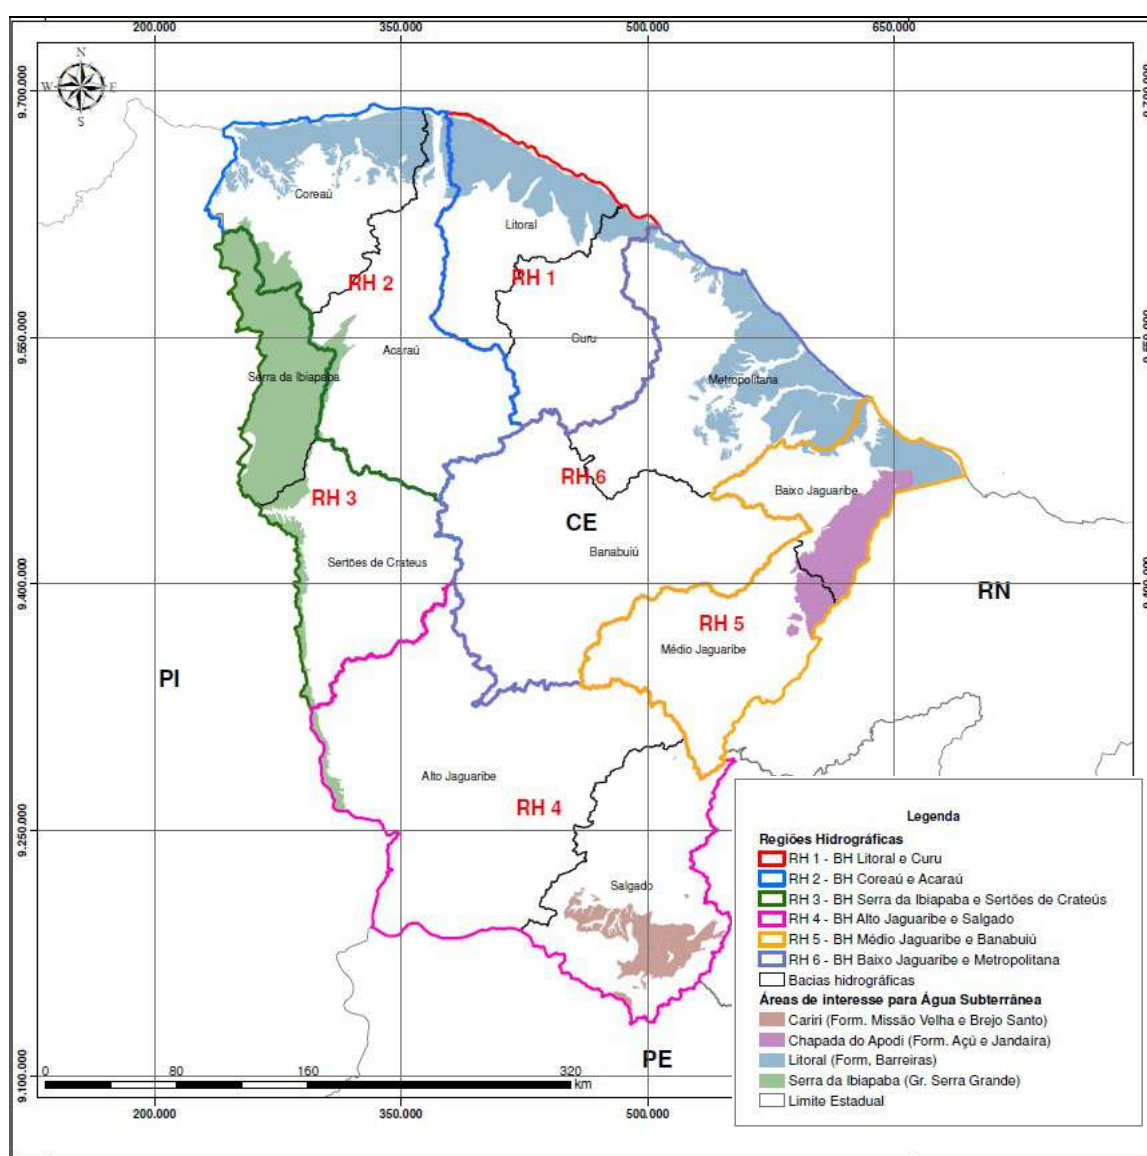 200.000
350.000
500.000
650.000
N
W
E
S
9.700.000
9.700.000
Coreaú
Litoral
RH 2
RH 1
9.550.000
Curu
Acaraú
Serra da Ibiapaba
Metropolitana
RH 6
Baixo Jaguaribe
RH 3
CE
Banabuiú
Sertões de Crateus
9.400.000
9.400.000
RN
RH 5
Médio Jaguaribe
PI
Alto Jaguaribe
RH 4
9.250.000
Salgado
PE
9.100.000
0
80
160
320
km
200.000
350.000
500.000
Legenda
Regiões Hidrográficas
RH 1 - BH Litoral e Curu
RH 2 - BH Coreaú e Acaraú
RH 3 - BH Serra da Ibiapaba e Sertões de Crateús
RH 4 - BH Alto Jaguaribe e Salgado
RH 5 - BH Médio Jaguaribe e Banabuiú
RH 6 - BH Baixo Jaguaribe e Metropolitana
Bacias hidrográficas
Áreas de interesse para Água Subterrânea
Cariri (Form. Missão Velha e Brejo Santo)
Chapada do Apodi (Form. Açú e Jandaíra)
Litoral (Form, Barreiras)
Serra da Ibiapaba (Gr. Serra Grande)
Limite Estadual